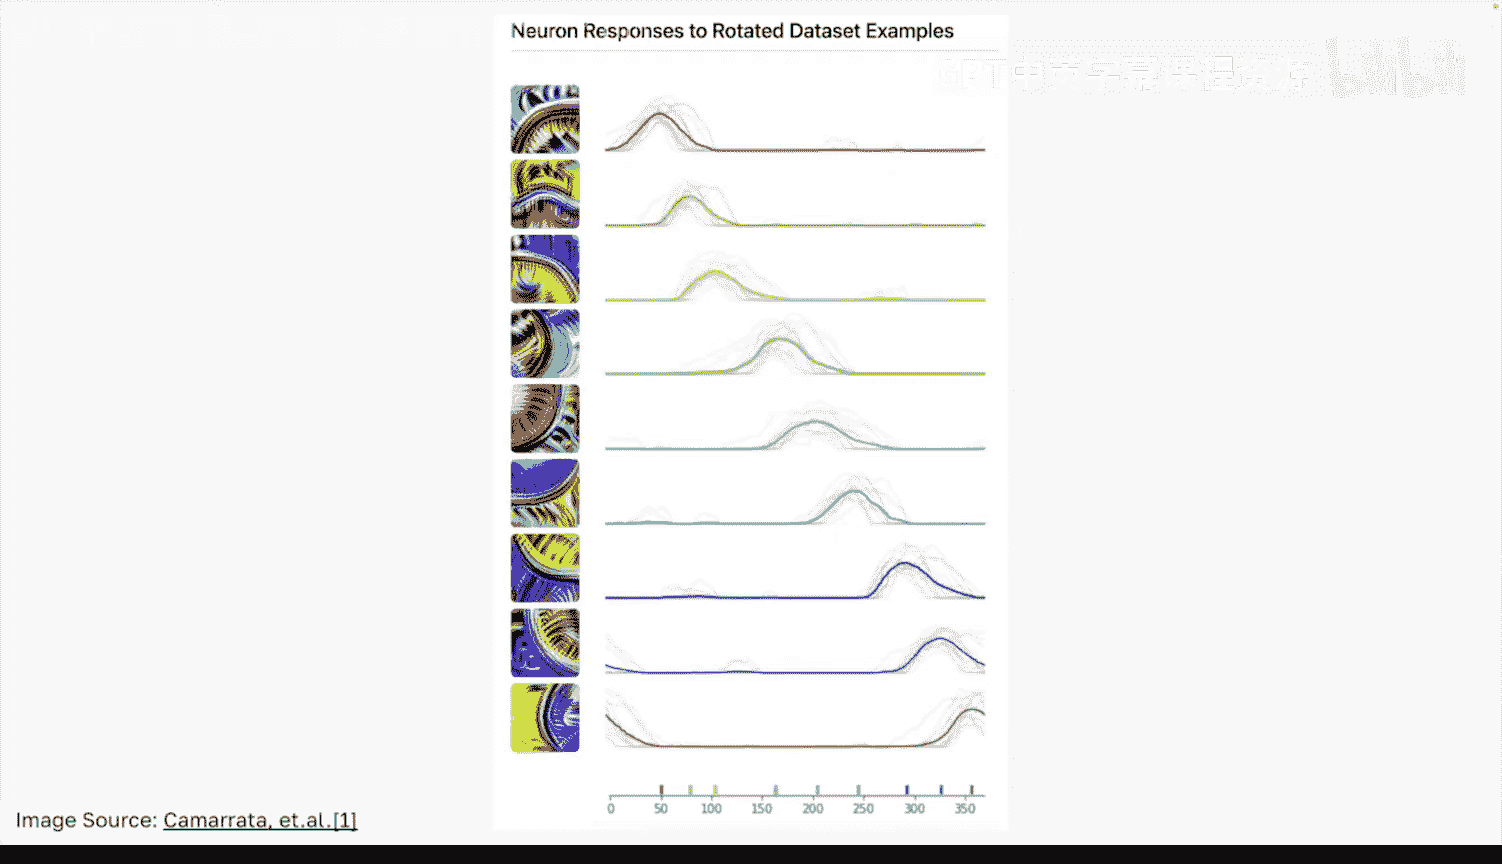 Neuron Responses to Rotated Dataset Examples
0 50 100 150 200 250 300 350
Image Source: Camarrata, et.al.[1]